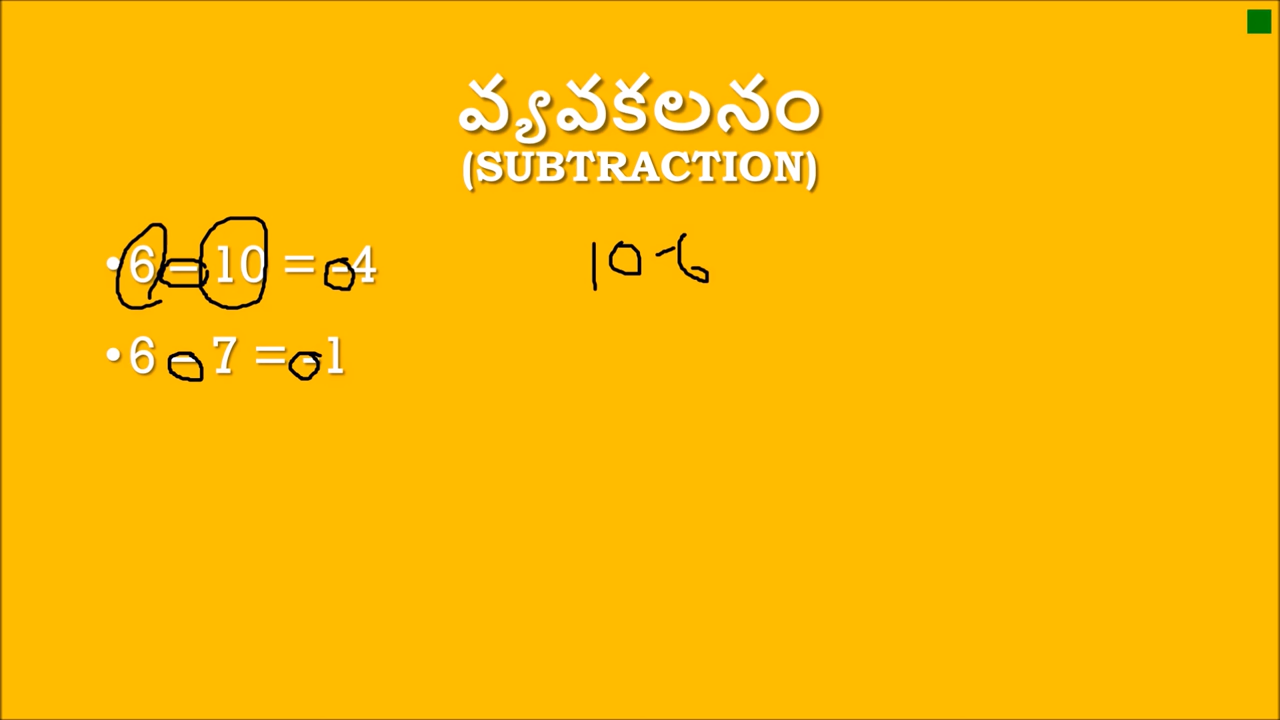 వ్యవకలనం
(SUBTRACTION)
• 6 – 10 = -4
10-6
• 6 – 7 = -1